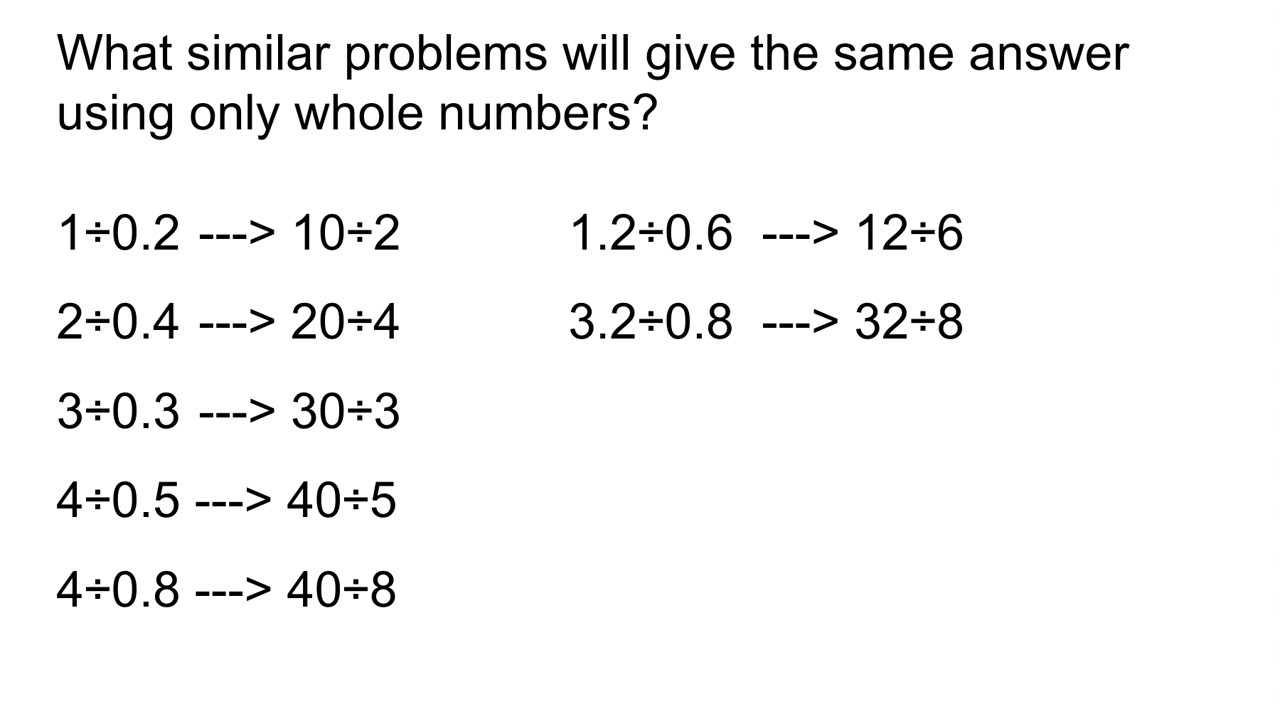 What similar problems will give the same answer
using only whole numbers?
1÷0.2 ---> 10÷2
2÷0.4 ---> 20÷4
3÷0.3 ---> 30÷3
4÷0.5 ---> 40÷5
4÷0.8 ---> 40÷8
1.2÷0.6 ---> 12÷6
3.2÷0.8 ---> 32÷8